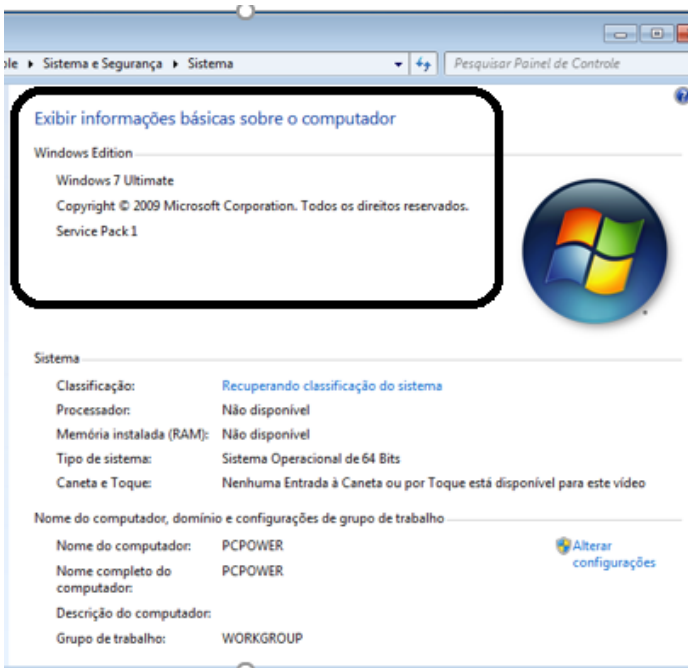 ole ▸ Sistema e Segurança ▸ Sistema
Pesquisar Painel de Controle
Exibir informações básicas sobre o computador
Windows Edition
Windows 7 Ultimate
Copyright © 2009 Microsoft Corporation. Todos os direitos reservados.
Service Pack 1
Sistema
Classificação: Recuperando classificação do sistema
Processador: Não disponível
Memória instalada (RAM): Não disponível
Tipo de sistema: Sistema Operacional de 64 Bits
Caneta e Toque: Nenhuma Entrada à Caneta ou por Toque está disponível para este vídeo
Nome do computador, domínio e configurações de grupo de trabalho
Nome do computador: PCPOWER
Alterar
configurações
Nome completo do
computador:
PCPOWER
Descrição do computador:
Grupo de trabalho: WORKGROUP